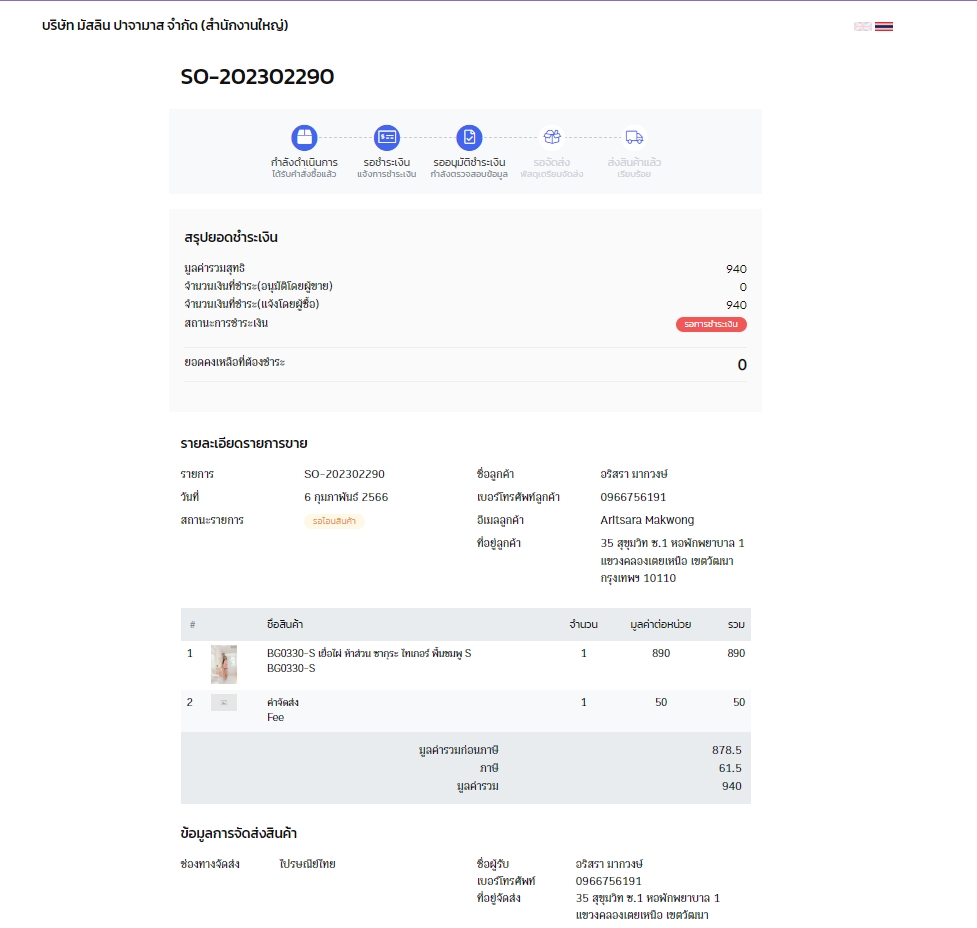 บริษัท มัสลิน ปาจามาส จำกัด (สำนักงานใหญ่)
SO-202302290
กำลังดำเนินการ
ได้รับคำสั่งซื้อแล้ว
รอชำระเงิน
แจ้งการชำระเงิน
รออนุมัติชำระเงิน
กำลังตรวจสอบข้อมูล
รอจัดส่ง
พัสดุเตรียมจัดส่ง
ส่งสินค้าแล้ว
เรียบร้อย
สรุปยอดชำระเงิน
มูลค่ารวมสุทธิ 940
จำนวนเงินที่ชำระ(อนุมัติโดยผู้ขาย) 0
จำนวนเงินที่ชำระ(แจ้งโดยผู้ซื้อ) 940
สถานะการชำระเงิน รอการชำระเงิน
ยอดคงเหลือที่ต้องชำระ 0
รายละเอียดรายการขาย
รายการ SO-202302290
วันที่ 6 กุมภาพันธ์ 2566
สถานะรายการ รอโอนสินค้า
ชื่อลูกค้า อริสรา มากวงษ์
เบอร์โทรศัพท์ลูกค้า 0966756191
อีเมลลูกค้า Aritsara Makwong
ที่อยู่ลูกค้า 35 สุขุมวิท ซ.1 หอพักพยาบาล 1
แขวงคลองเตยเหนือ เขตวัฒนา
กรุงเทพฯ 10110
# ชื่อสินค้า จำนวน มูลค่าต่อหน่วย รวม
1 BG0330-S เยื่อไผ่ ห้าส่วน ซากุระ ไทเกอร์ พื้นชมพู S 1 890 890
BG0330-S
2 ค่าจัดส่ง 1 50 50
Fee
มูลค่ารวมก่อนภาษี 878.5
ภาษี 61.5
มูลค่ารวม 940
ข้อมูลการจัดส่งสินค้า
ช่องทางจัดส่ง ไปรษณีย์ไทย
ชื่อผู้รับ อริสรา มากวงษ์
เบอร์โทรศัพท์ 0966756191
ที่อยู่จัดส่ง 35 สุขุมวิท ซ.1 หอพักพยาบาล 1
แขวงคลองเตยเหนือ เขตวัฒนา